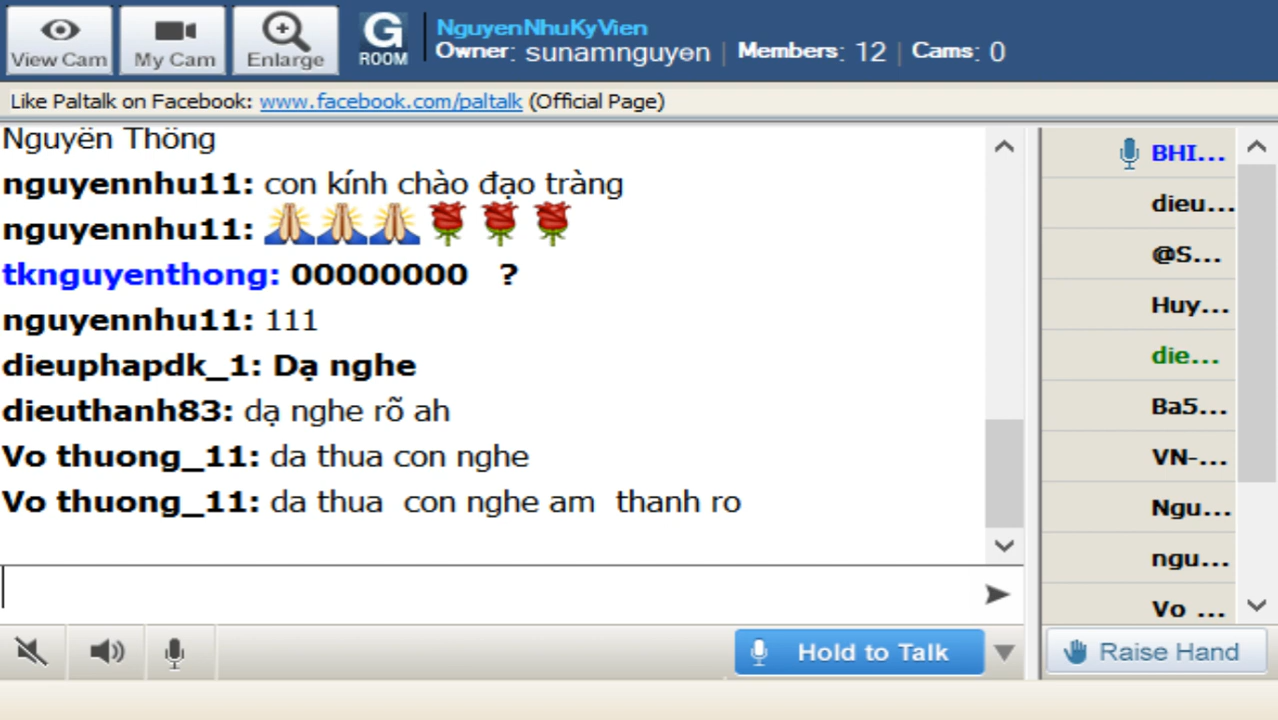 View Cam
My Cam
Enlarge
G
ROOM
NguyenNhuKyVien
Owner: sunamnguyen | Members: 12 | Cams: 0
Like Paltalk on Facebook: www.facebook.com/paltalk (Official Page)
Nguyën Thöng
nguyennhu11: con kính chào đạo tràng
nguyennhu11: 🙏🙏🙏🌹🌹🌹
tknguyenthong: 00000000 ?
nguyennhu11: 111
dieuphapdk_1: Dạ nghe
dieuthanh83: dạ nghe rõ ah
Vo thuong_11: da thua con nghe
Vo thuong_11: da thua con nghe am thanh ro
Hold to Talk
BHI...
dieu...
@S...
Huy...
die...
Ba5...
VN-...
Ngu...
ngu...
Vo ...
Raise Hand